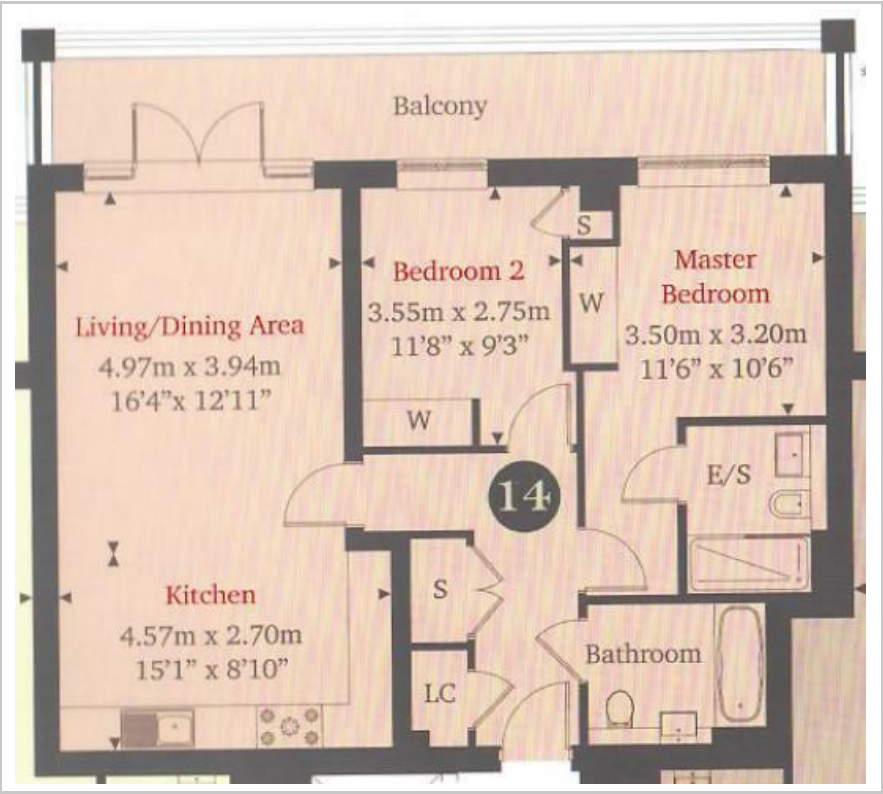 Balcony
S
Bedroom 2
3.55m x 2.75m
11'8" x 9'3"
W
W
Master
Bedroom
3.50m x 3.20m
11'6" x 10'6"
Living/Dining Area
4.97m x 3.94m
16'4"x 12'11"
14
E/S
Kitchen
4.57m x 2.70m
15'1" x 8'10"
S
LC
Bathroom